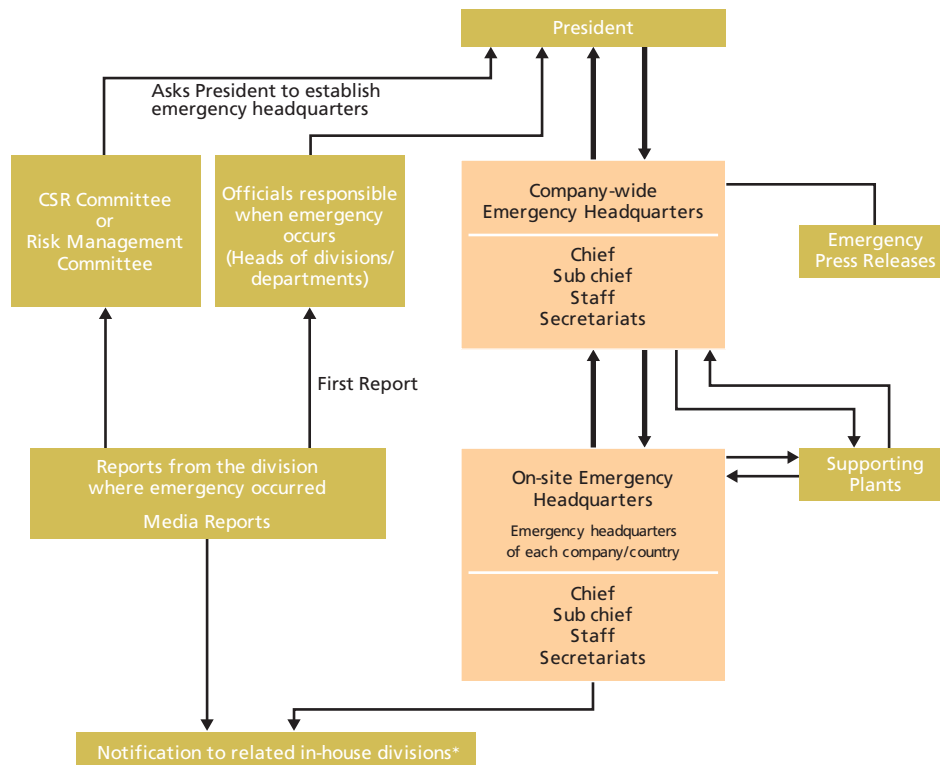 President
Asks President to establish
emergency headquarters
CSR Committee
or
Risk Management
Committee
Officials responsible
when emergency
occurs
(Heads of divisions/
departments)
Company-wide
Emergency Headquarters
Chief
Sub chief
Staff
Secretariats
Emergency
Press Releases
First Report
Reports from the division
where emergency occurred
Media Reports
On-site Emergency
Headquarters
Emergency headquarters
of each company/country
Chief
Sub chief
Staff
Secretariats
Supporting
Plants
Notification to related in-house divisions*